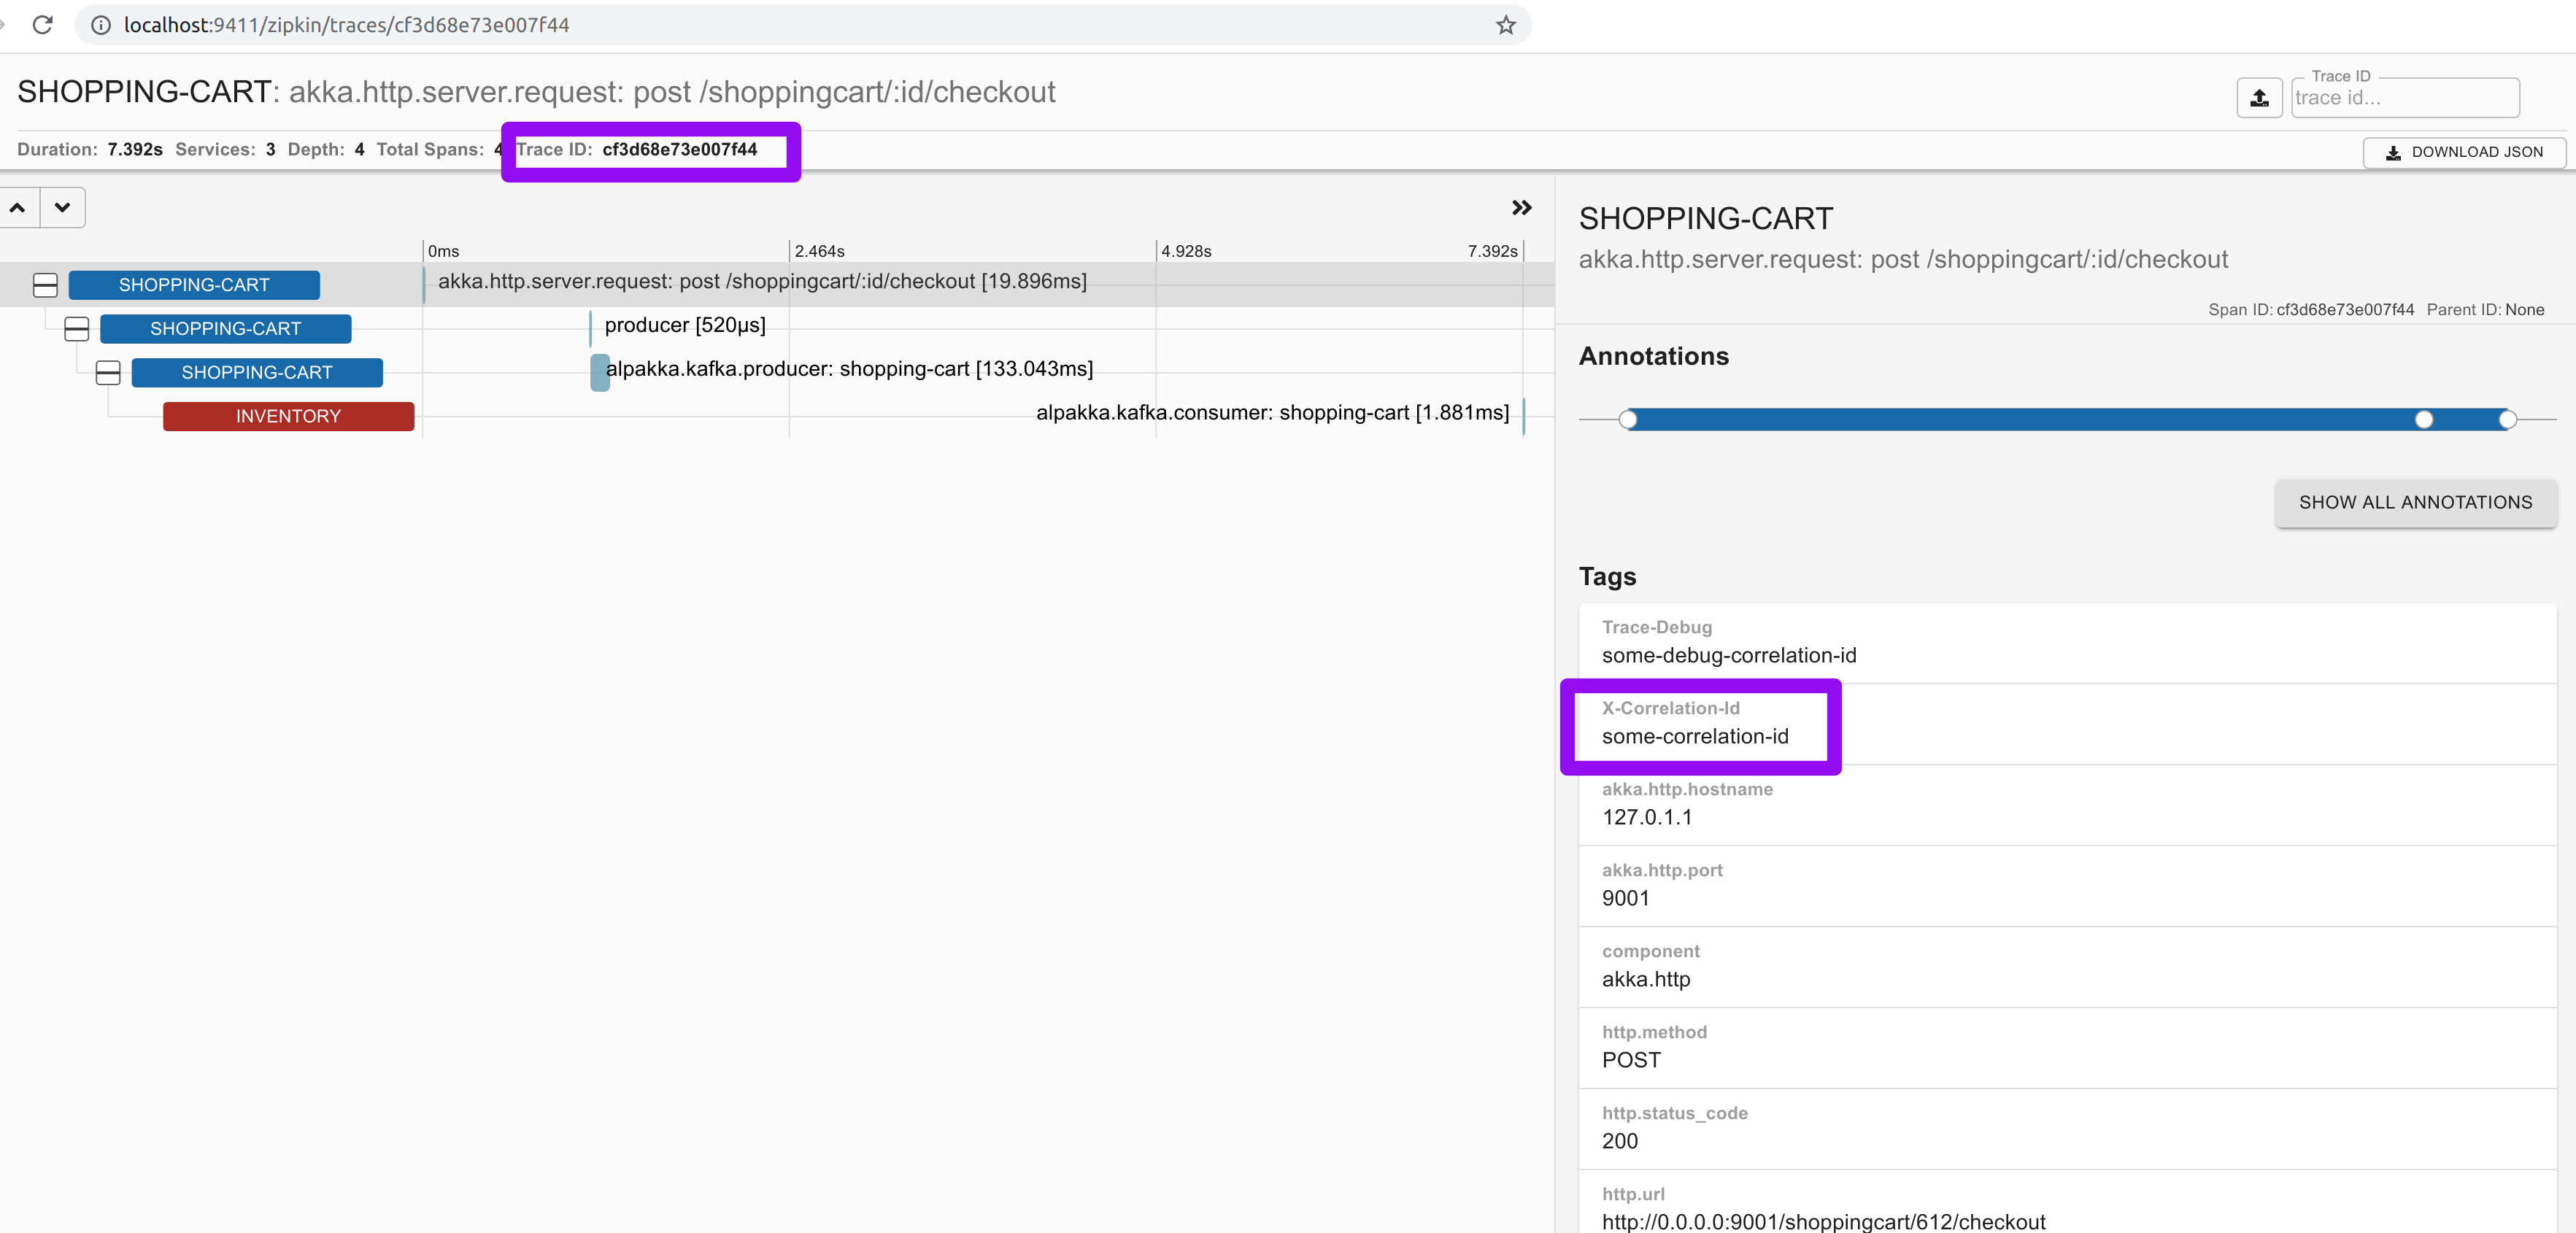 localhost:9411/zipkin/traces/cf3d68e73e007f44
SHOPPING-CART: akka.http.server.request: post /shoppingcart/:id/checkout
Trace ID
trace id...
Duration: 7.392s Services: 3 Depth: 4 Total Spans: 4 Trace ID: cf3d68e73e007f44
DOWNLOAD JSON
0ms 2.464s 4.928s 7.392s
SHOPPING-CART akka.http.server.request: post /shoppingcart/:id/checkout [19.896ms]
SHOPPING-CART producer [520µs]
SHOPPING-CART alpakka.kafka.producer: shopping-cart [133.043ms]
INVENTORY alpakka.kafka.consumer: shopping-cart [1.881ms]
SHOPPING-CART
akka.http.server.request: post /shoppingcart/:id/checkout
Span ID: cf3d68e73e007f44 Parent ID: None
Annotations
SHOW ALL ANNOTATIONS
Tags
Trace-Debug
some-debug-correlation-id
X-Correlation-Id
some-correlation-id
akka.http.hostname
127.0.1.1
akka.http.port
9001
component
akka.http
http.method
POST
http.status_code
200
http.url
http://0.0.0.0:9001/shoppingcart/612/checkout